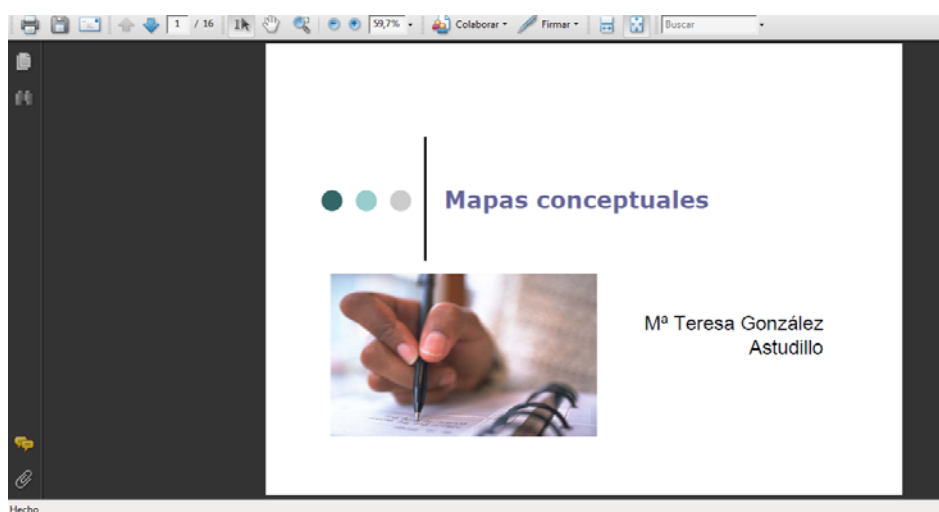 1 / 16 59,7% Colaborar Firmar Buscar
Mapas conceptuales
Mª Teresa González
Astudillo
Hecho